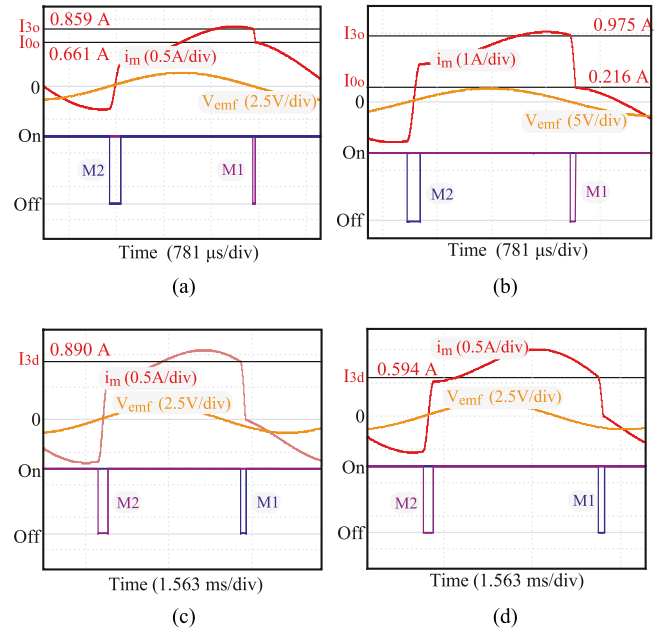 0.859 A
I3o
I0o
0.661 A
im (0.5A/div)
0
Vemf (2.5V/div)
On
M2
M1
Off
Time (781 µs/div)
(a)
0.975 A
I3o
im (1A/div)
I0o
0.216 A
0
Vemf (5V/div)
On
M2
M1
Off
Time (781 µs/div)
(b)
0.890 A
I3d
im (0.5A/div)
Vemf (2.5V/div)
0
On
M2
M1
Off
Time (1.563 ms/div)
(c)
im (0.5A/div)
0.594 A
I3d
Vemf (2.5V/div)
0
On
M2
M1
Off
Time (1.563 ms/div)
(d)